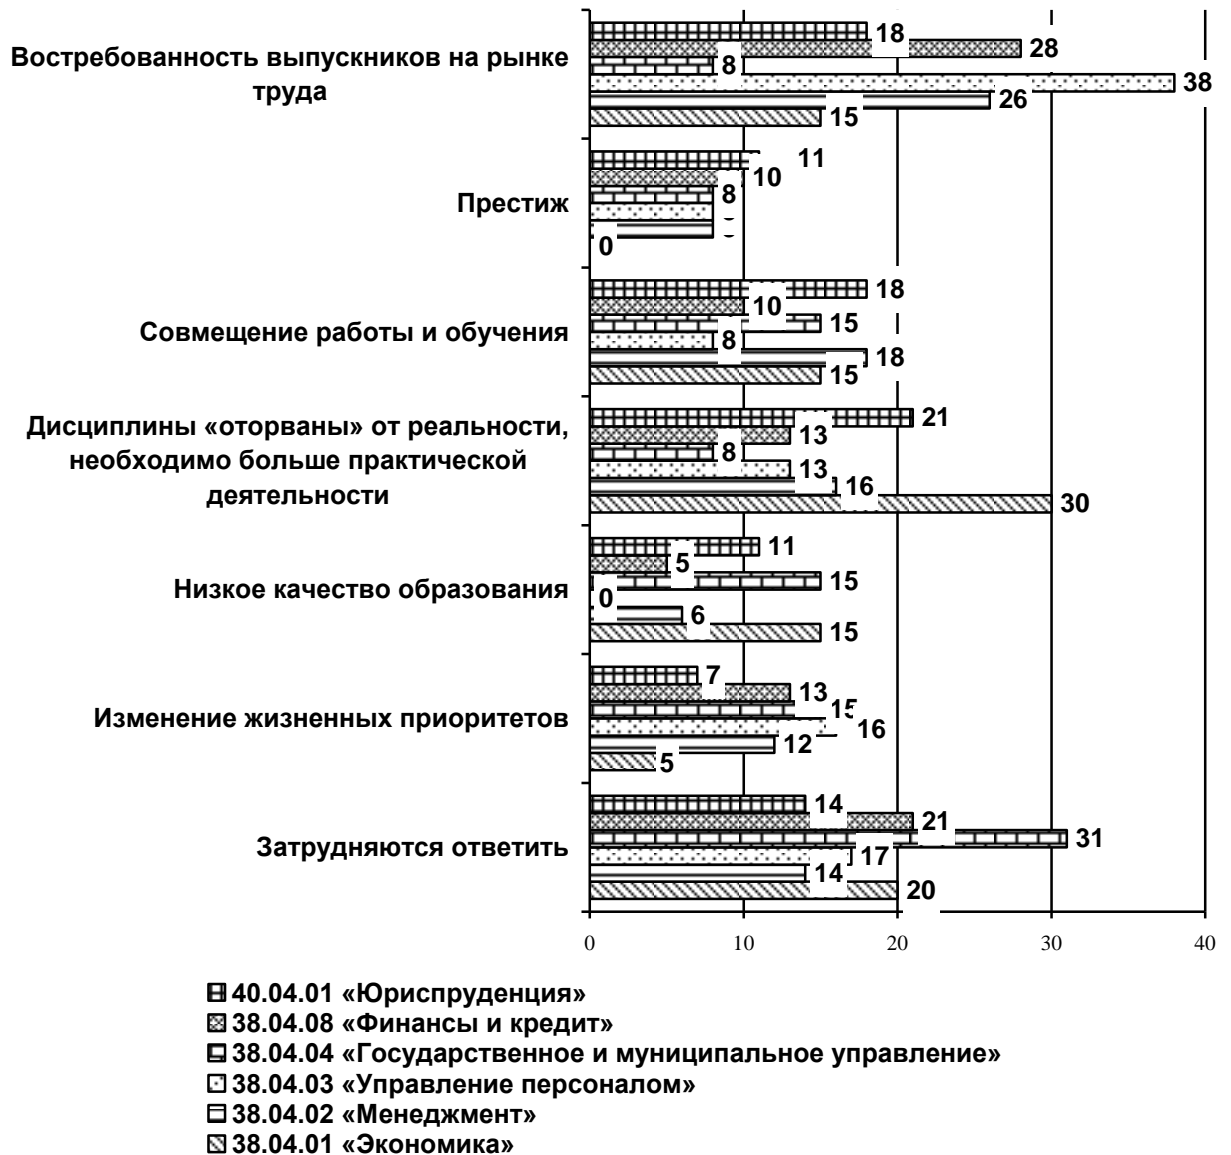 18
Востребованность выпускников на рынке
труда
28
8
38
26
15
11
10
Престиж
8
0
18
10
Совмещение работы и обучения
15
8
18
15
21
Дисциплины «оторваны» от реальности,
необходимо больше практической
деятельности
13
8
13
16
30
11
5
Низкое качество образования
15
0
6
15
7
13
Изменение жизненных приоритетов
15
16
12
5
14
21
Затрудняются ответить
31
17
14
20
0 10 20 30 40
40.04.01 «Юриспруденция»
38.04.08 «Финансы и кредит»
38.04.04 «Государственное и муниципальное управление»
38.04.03 «Управление персоналом»
38.04.02 «Менеджмент»
38.04.01 «Экономика»